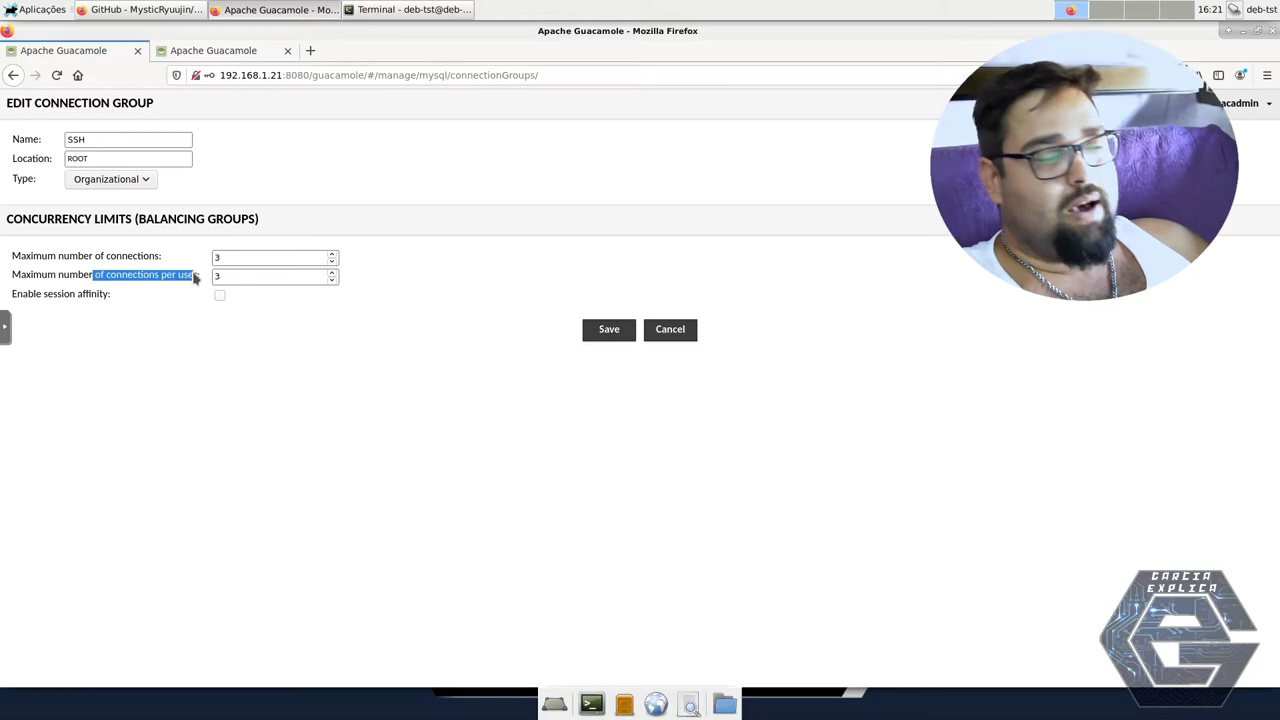 Aplicações
GitHub - MysticRyuujin/...
Apache Guacamole - Mo...
Terminal - deb-tst@deb-...
16:21
deb-tst
Apache Guacamole - Mozilla Firefox
Apache Guacamole
Apache Guacamole
192.168.1.21:8080/guacamole/#/manage/mysql/connectionGroups/
EDIT CONNECTION GROUP
acadmin
Name: SSH
Location: ROOT
Type: Organizational
CONCURRENCY LIMITS (BALANCING GROUPS)
Maximum number of connections: 3
Maximum number of connections per user: 3
Enable session affinity:
Save
Cancel
GARCIA
EXPLICA